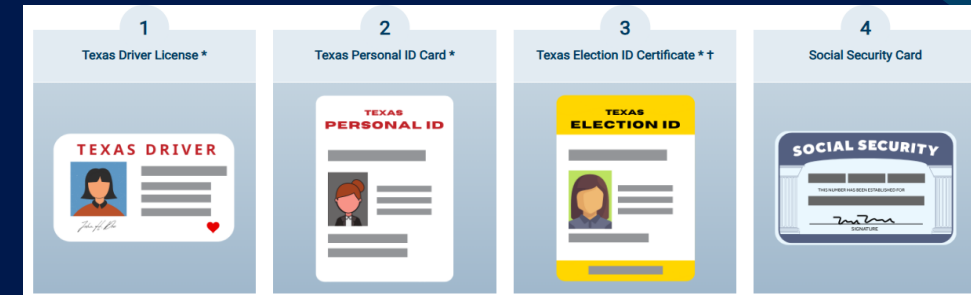 1
Texas Driver License *
TEXAS DRIVER
2
Texas Personal ID Card *
TEXAS
PERSONAL ID
3
Texas Election ID Certificate * †
TEXAS
ELECTION ID
4
Social Security Card
SOCIAL SECURITY
THIS NUMBER HAS BEEN ESTABLISHED FOR
SIGNATURE